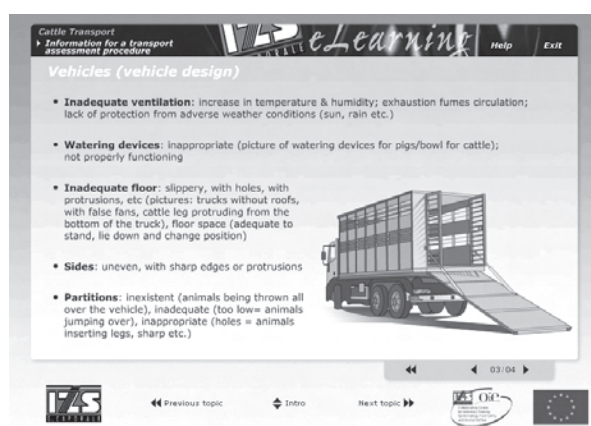 Cattle Transport
Information for a transport
assessment procedure
IZS
eLearning
Help
Exit
Vehicles (vehicle design)
• Inadequate ventilation: increase in temperature & humidity; exhaustion fumes circulation;
lack of protection from adverse weather conditions (sun, rain etc.)
• Watering devices: inappropriate (picture of watering devices for pigs/bowl for cattle);
not properly functioning
• Inadequate floor: slippery, with holes, with
protrusions, etc (pictures: trucks without roofs,
with false fans, cattle leg protruding from the
bottom of the truck), floor space (adequate to
stand, lie down and change position)
• Sides: uneven, with sharp edges or protrusions
• Partitions: inexistent (animals being thrown all
over the vehicle), inadequate (too low= animals
jumping over), inappropriate (holes = animals
inserting legs, sharp etc.)
03/04
IZS
Previous topic
Intro
Next topic
IZS
Oie